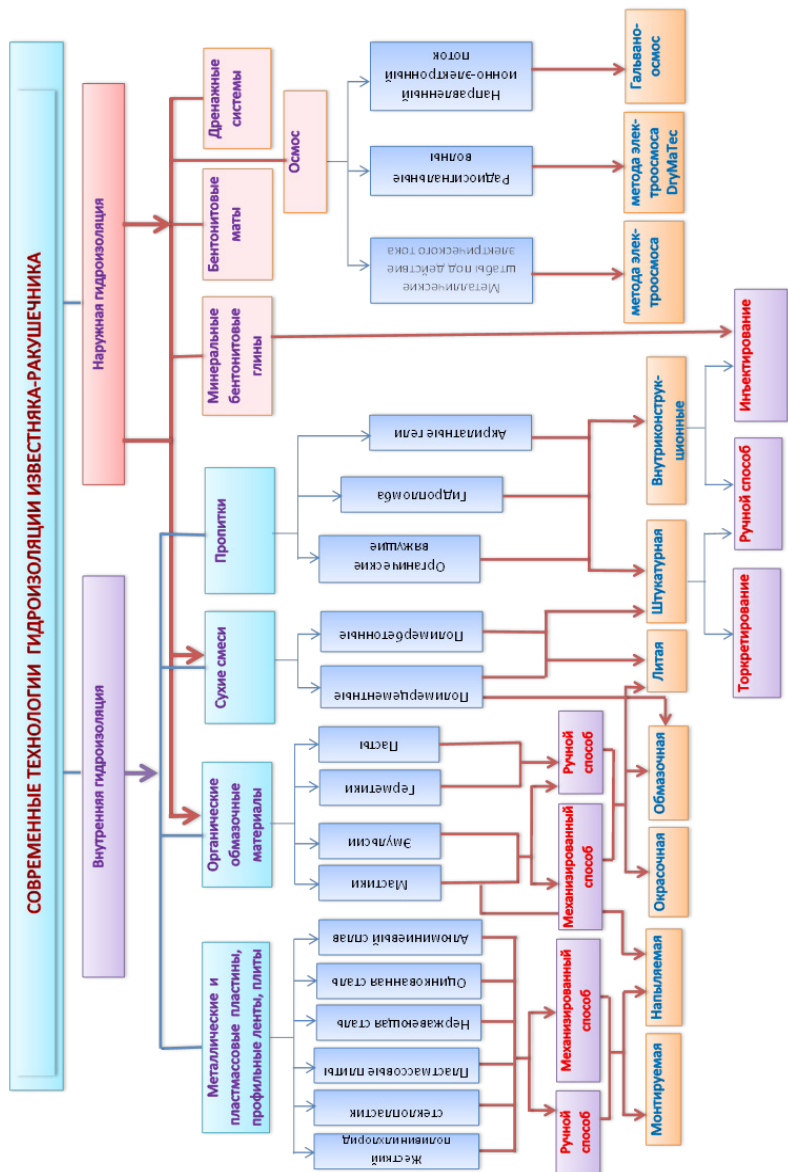 СОВРЕМЕННЫЕ ТЕХНОЛОГИИ ГИДРОИЗОЛЯЦИИ ИЗВЕСТНЯКА-РАКУШЕЧНИКА
Внутренняя гидроизоляция
Наружная гидроизоляция
Металлические и
пластмассовые пластины,
профильные ленты, плиты
Органические
обмазочные
материалы
Сухие смеси
Пропитки
Минеральные
бентонитовые
глины
Бентонитовые
маты
Дренажные
системы
Осмос
Жесткий
поливинилхлорид
стеклопластик
Пластмассовые плиты
Нержавеющая сталь
Оцинкованная сталь
Алюминиевый сплав
Мастики
Эмульсии
Герметики
Пасты
Полимерцементные
Полимербетонные
Органические
вяжущие
Гидропломба
Акрилатные гели
Металлические
штабы под действие
электрического тока
Радиосигнальные
волны
Направленный
ионно-электронный
поток
Ручной
способ
Механизированный
способ
Механизированный
способ
Ручной
способ
Монтируемая
Напыляемая
Окрасочная
Обмазочная
Литая
Штукатурная
Внутриконструк-
ционные
метода элек-
троосмоса
метода элек-
троосмоса
DryMaTec
Гальвано-
осмос
Торкретирование
Ручной способ
Инъектирование